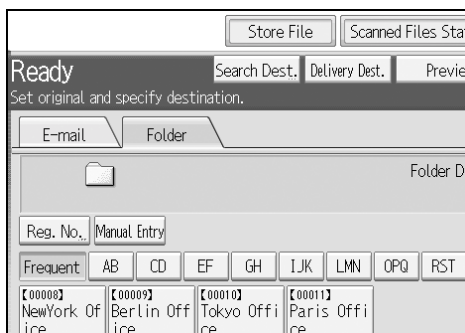 Store File Scanned Files Sta
Ready Search Dest. Delivery Dest. Previe
Set original and specify destination.
E-mail Folder
Folder D
Reg. No. Manual Entry
Frequent AB CD EF GH IJK LMN OPQ RST
【00008】 【00009】 【00010】 【00011】
NewYork Of Berlin Off Tokyo Offi Paris Offi
ice ice ce ce